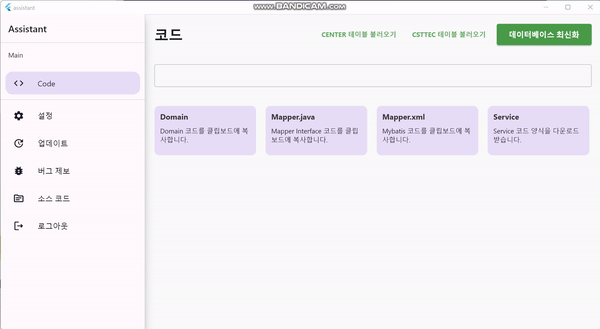 assistant
WWW.BANDICAM.COM
Assistant
Main
Code
설정
업데이트
버그 제보
소스 코드
로그아웃
코드
CENTER 테이블 불러오기
CSTTEC 테이블 불러오기
데이터베이스 최신화
Domain
Domain 코드를 클립보드에 복
사합니다.
Mapper.java
Mapper Interface 코드를 클립
보드에 복사합니다.
Mapper.xml
Mybatis 코드를 클립보드에 복
사합니다.
Service
Service 코드 양식을 다운로드
받습니다.